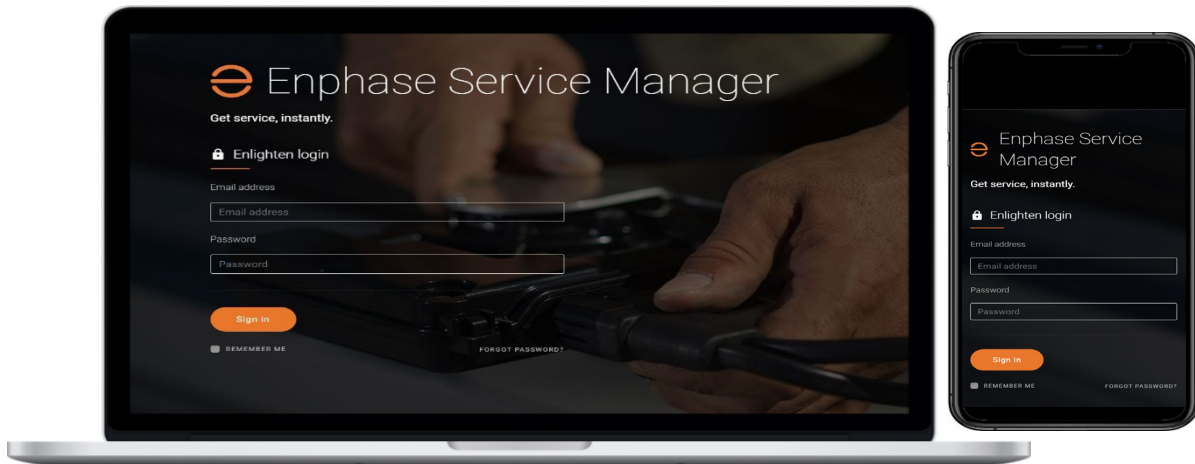 Enphase Service Manager
Get service, instantly.
Enlighten login
Email address
Email address
Password
Password
Sign in
REMEMBER ME
FORGOT PASSWORD?
Enphase Service
Manager
Get service, instantly.
Enlighten login
Email address
Email address
Password
Password
Sign in
REMEMBER ME
FORGOT PASSWORD?